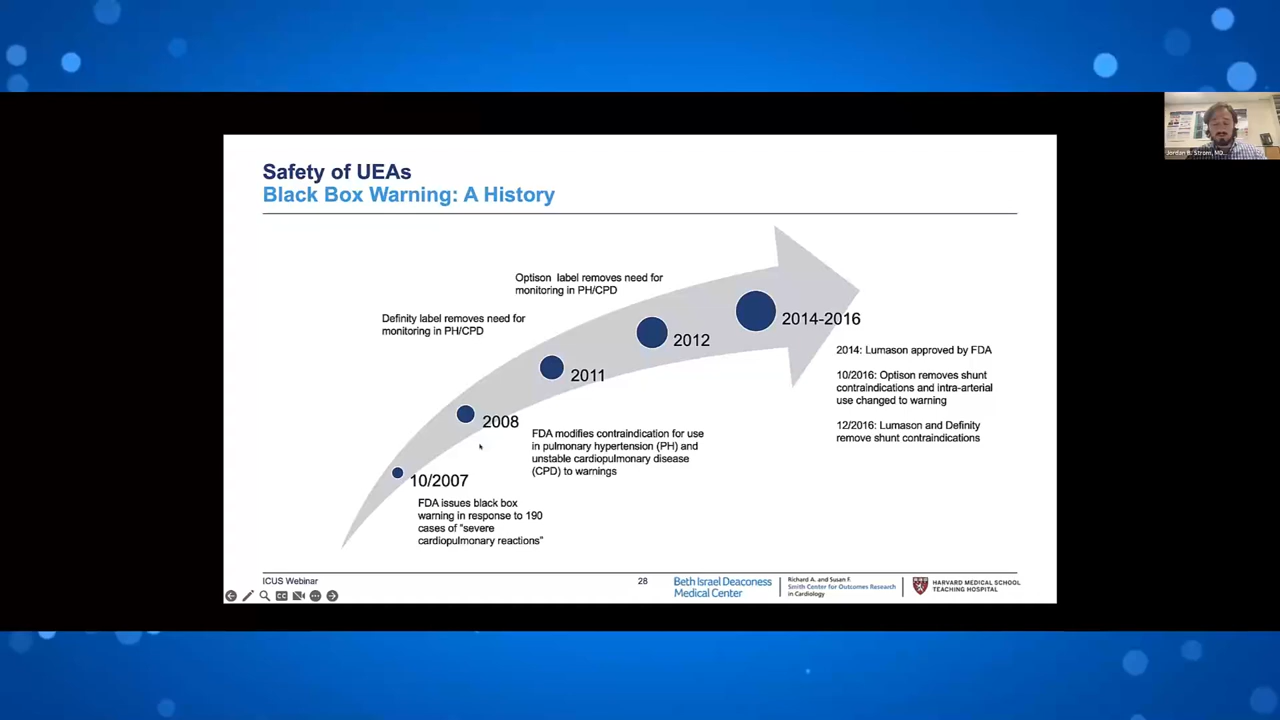 Safety of UEAs
Black Box Warning: A History
Optison label removes need for
monitoring in PH/CPD
Definity label removes need for
monitoring in PH/CPD
2014-2016
2012
2014: Lumason approved by FDA
10/2016: Optison removes shunt
contraindications and intra-arterial
use changed to warning
12/2016: Lumason and Definity
remove shunt contraindications
2011
2008
FDA modifies contraindication for use
in pulmonary hypertension (PH) and
unstable cardiopulmonary disease
(CPD) to warnings
10/2007
FDA issues black box
warning in response to 190
cases of "severe
cardiopulmonary reactions"
ICUS Webinar
28
Beth Israel Deaconess
Medical Center
Richard A. and Susan F.
Smith Center for Outcomes Research
in Cardiology
HARVARD MEDICAL SCHOOL
TEACHING HOSPITAL
Jordan B. Strom, MD